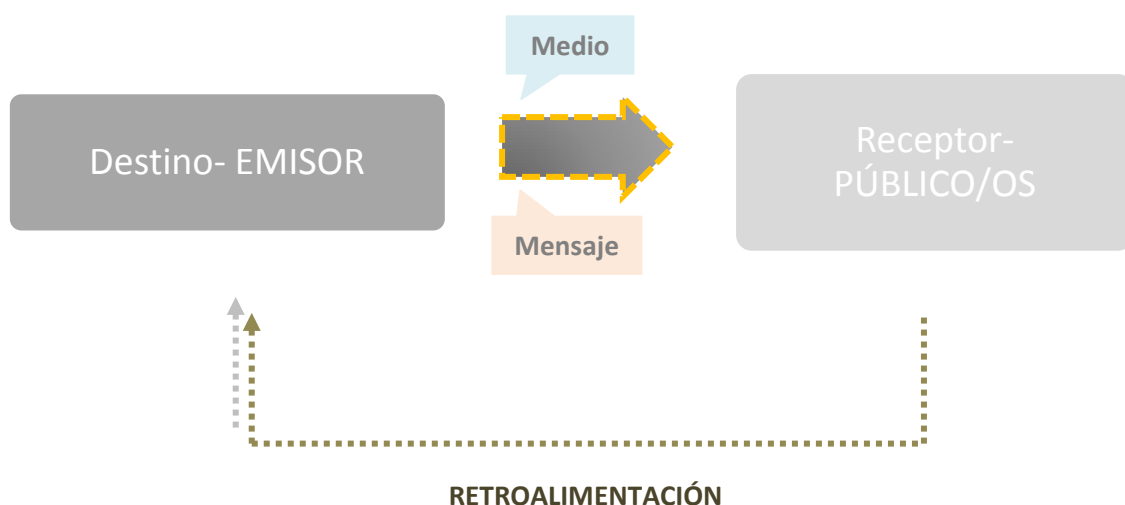 Medio
Destino- EMISOR
Receptor-
PÚBLICO/OS
Mensaje
RETROALIMENTACIÓN